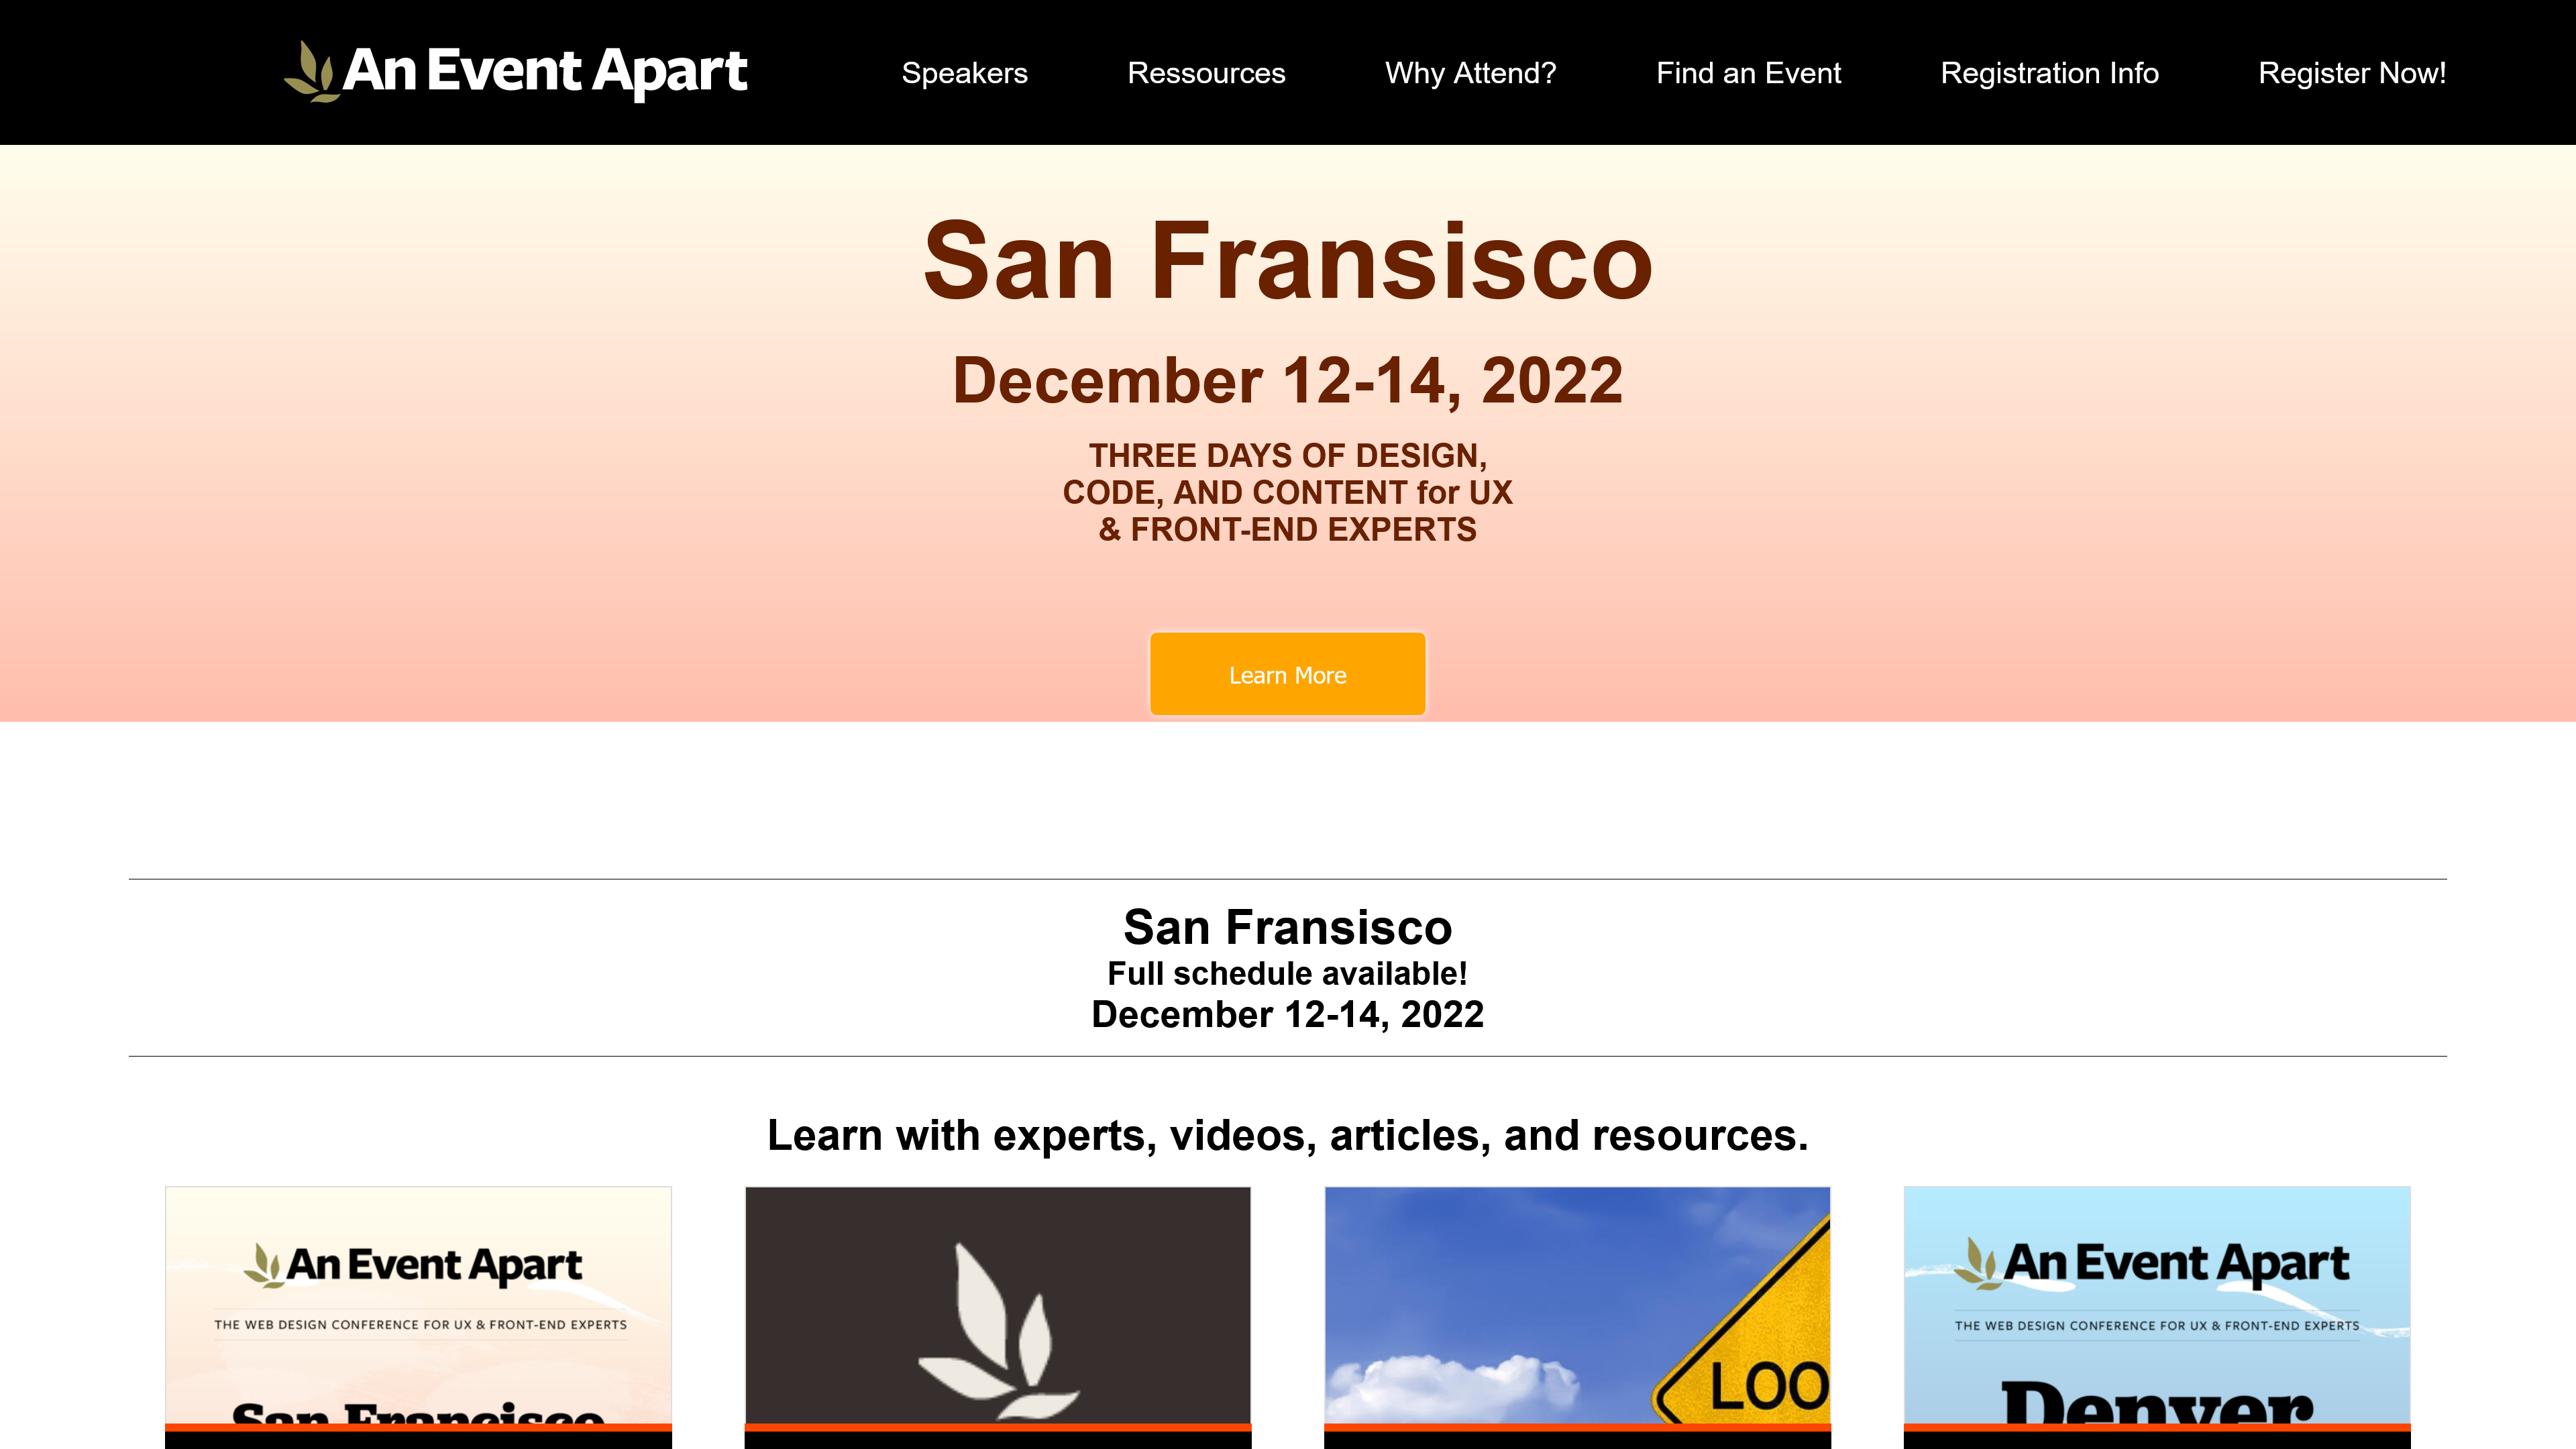 An Event Apart
Speakers
Ressources
Why Attend?
Find an Event
Registration Info
Register Now!
San Fransisco
December 12-14, 2022
THREE DAYS OF DESIGN,
CODE, AND CONTENT for UX
& FRONT-END EXPERTS
Learn More
San Fransisco
Full schedule available!
December 12-14, 2022
Learn with experts, videos, articles, and resources.
An Event Apart
THE WEB DESIGN CONFERENCE FOR UX & FRONT-END EXPERTS
San Francisco
LOO
An Event Apart
THE WEB DESIGN CONFERENCE FOR UX & FRONT-END EXPERTS
Denver